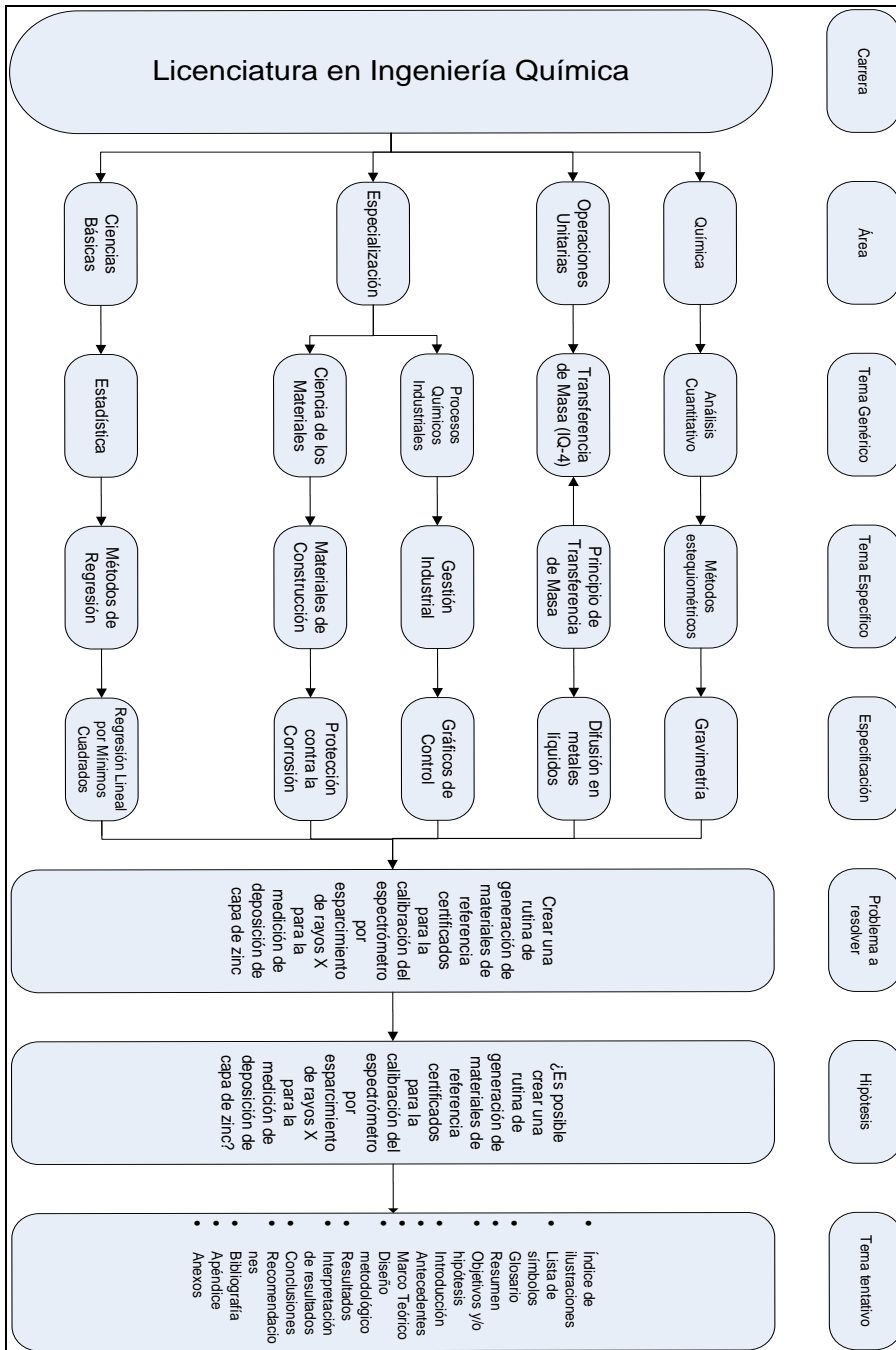 Carrera
Licenciatura en Ingeniería Química
Área
Química
Operaciones
Unitarias
Especialización
Ciencias
Básicas
Tema Genérico
Análisis
Cuantitativo
Transferencia
de Masa (IQ-4)
Procesos
Químicos
Industriales
Ciencia de los
Materiales
Estadística
Tema Específico
Métodos
estequiométricos
Principio de
Transferencia
de Masa
Gestión
Industrial
Materiales de
Construcción
Métodos de
Regresión
Especificación
Gravimetría
Difusión en
metales
líquidos
Gráficos de
Control
Protección
contra la
Corrosión
Regresión Lineal
por Mínimos
Cuadrados
Problema a
resolver
Crear una
rutina de
generación de
materiales de
referencia
certificados
para la
calibración del
espectrómetro
por
esparcimiento
de rayos X
para la
medición de
deposición de
capa de zinc
Hipòtesis
¿Es posible
crear una
rutina de
generación de
materiales de
referencia
certificados
para la
calibración del
espectrómetro
por
esparcimiento
de rayos X
para la
medición de
deposición de
capa de zinc?
Tema tentativo
• Índice de
ilustraciones
• Lista de
símbolos
• Glosario
• Resumen
• Objetivos y/o
hipótesis
• Introducción
• Antecedentes
• Marco Teórico
• Diseño
metodológico
• Resultados
• Interpretación
de resultados
• Conclusiones
• Recomendacio
nes
• Bibliografía
• Apéndice
• Anexos